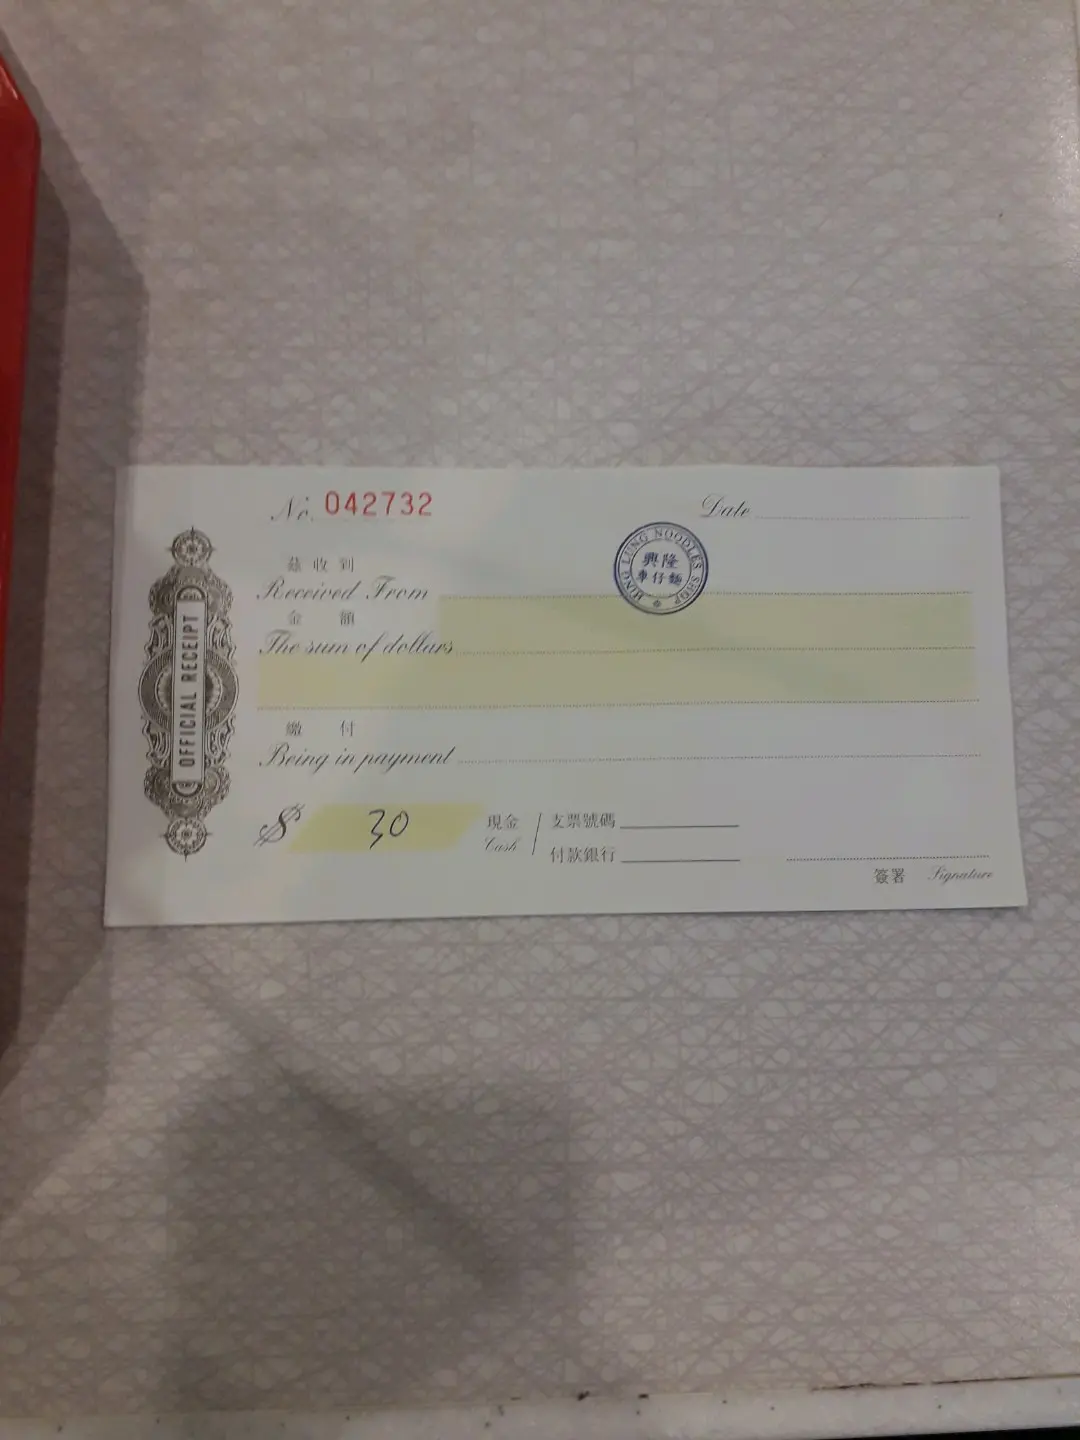 No. 042732
Date
HING LUNG NOODLES SHOP
興隆
車仔麵
茲收到
Received From
金額
The sum of dollars
繳付
Being in payment
$ 30 現金 Cash / 支票號碼
付款銀行
簽署 Signature
OFFICIAL RECEIPT